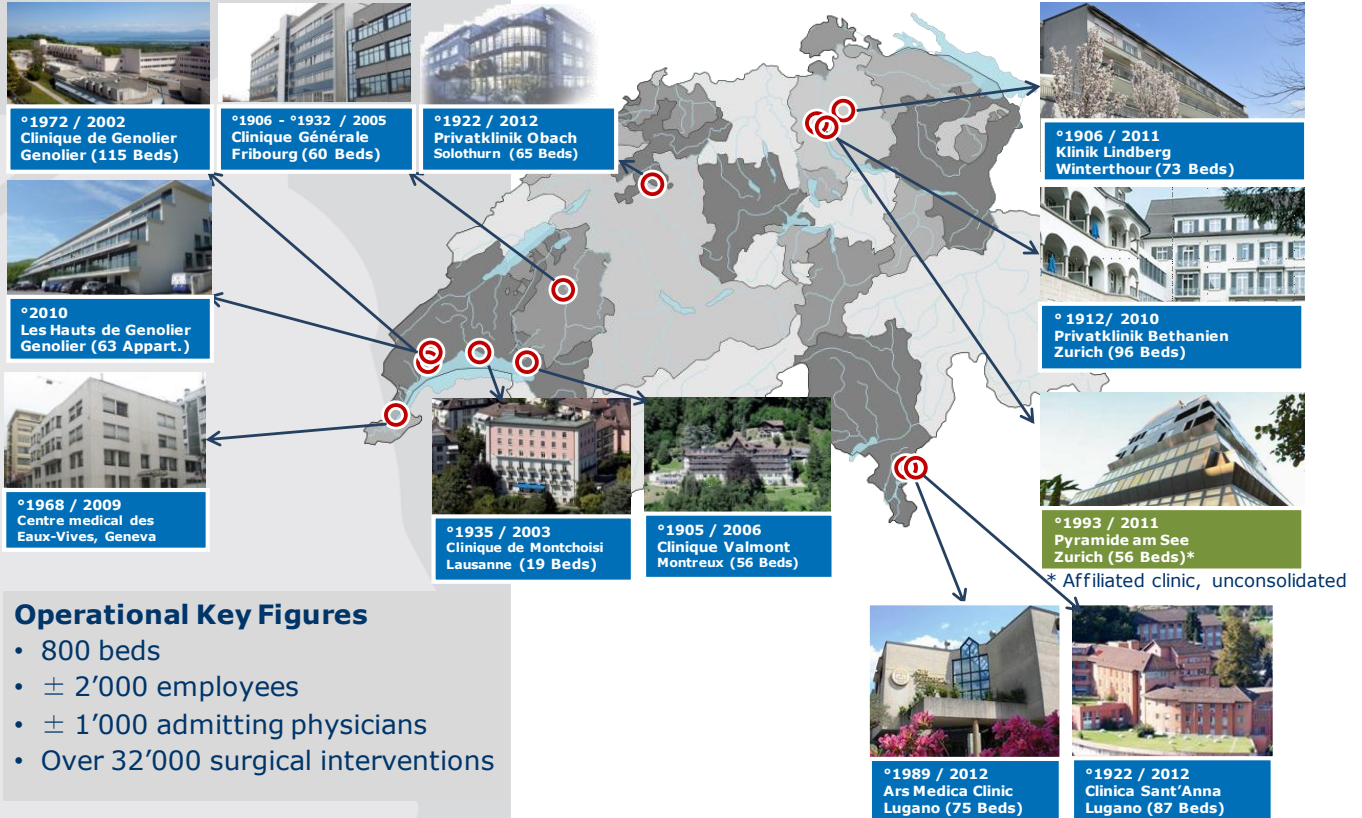 °1972 / 2002
Clinique de Genolier
Genolier (115 Beds)
°1906 - °1932 / 2005
Clinique Générale
Fribourg (60 Beds)
°1922 / 2012
Privatklinik Obach
Solothurn (65 Beds)
°1906 / 2011
Klinik Lindberg
Winterthour (73 Beds)
°2010
Les Hauts de Genolier
Genolier (63 Appart.)
° 1912/ 2010
Privatklinik Bethanien
Zurich (96 Beds)
°1968 / 2009
Centre medical des
Eaux-Vives, Geneva
°1935 / 2003
Clinique de Montchoisi
Lausanne (19 Beds)
°1905 / 2006
Clinique Valmont
Montreux (56 Beds)
°1993 / 2011
Pyramide am See
Zurich (56 Beds)*
* Affiliated clinic, unconsolidated
Operational Key Figures
• 800 beds
• ± 2’000 employees
• ± 1’000 admitting physicians
• Over 32’000 surgical interventions
°1989 / 2012
Ars Medica Clinic
Lugano (75 Beds)
°1922 / 2012
Clinica Sant’Anna
Lugano (87 Beds)